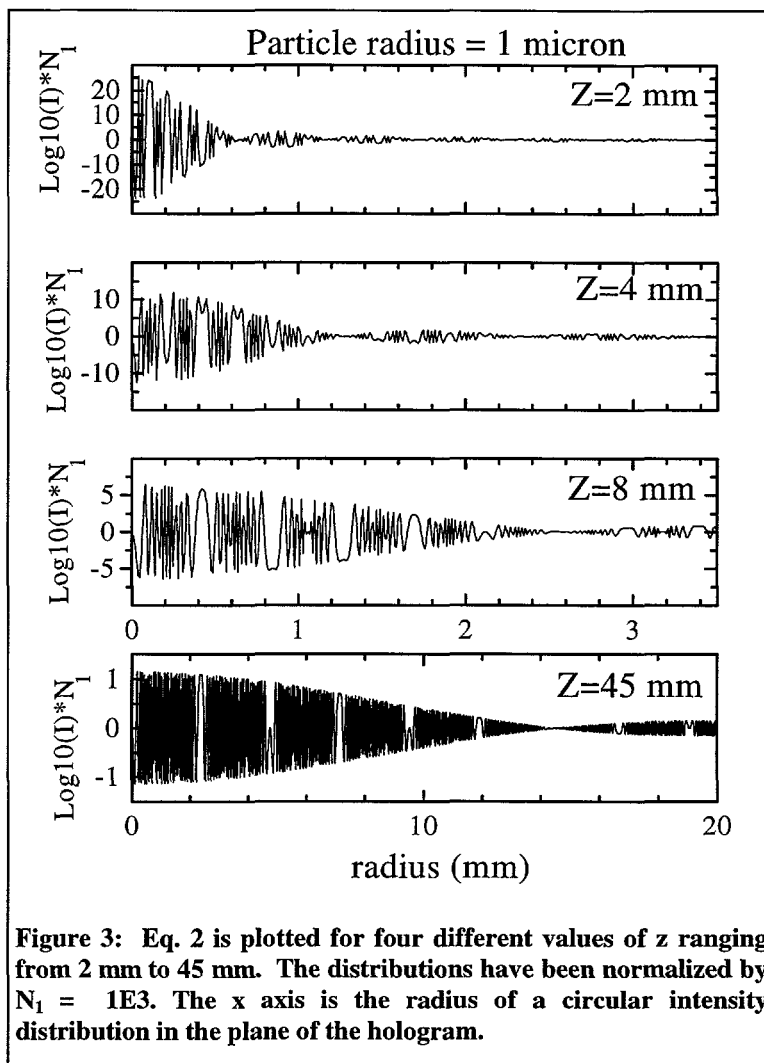 Particle radius = 1 micron
Z=2 mm
Log10(I)*N1
20
10
0
-10
-20
Z=4 mm
Log10(I)*N1
10
0
-10
Z=8 mm
Log10(I)*N1
5
0
-5
0 1 2 3
Z=45 mm
Log10(I)*N1
1
0
-1
0 10 20
radius (mm)
Figure 3: Eq. 2 is plotted for four different values of z ranging
from 2 mm to 45 mm. The distributions have been normalized by
N1 = 1E3. The x axis is the radius of a circular intensity
distribution in the plane of the hologram.